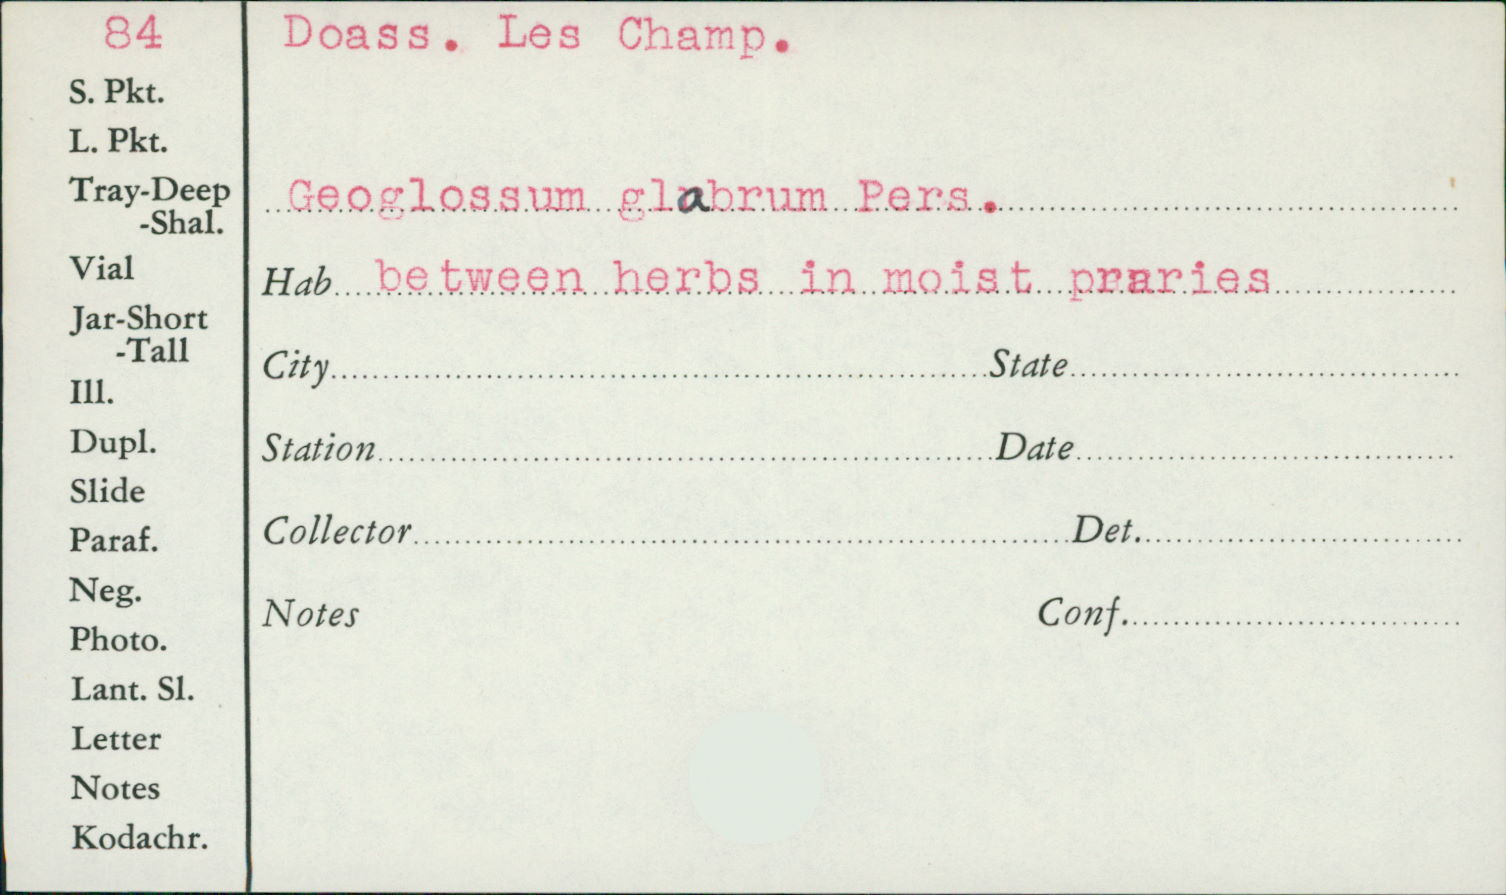 84
Doass. Les Champ.
S. Pkt.
L. Pkt.
Tray-Deep
-Shal.
Geoglossum glabrum Pers.
Vial
Hab between herbs in moist praries
Jar-Short
-Tall
City State
Ill.
Dupl.
Station Date
Slide
Paraf.
Collector Det.
Neg.
Notes Conf.
Photo.
Lant. Sl.
Letter
Notes
Kodachr.